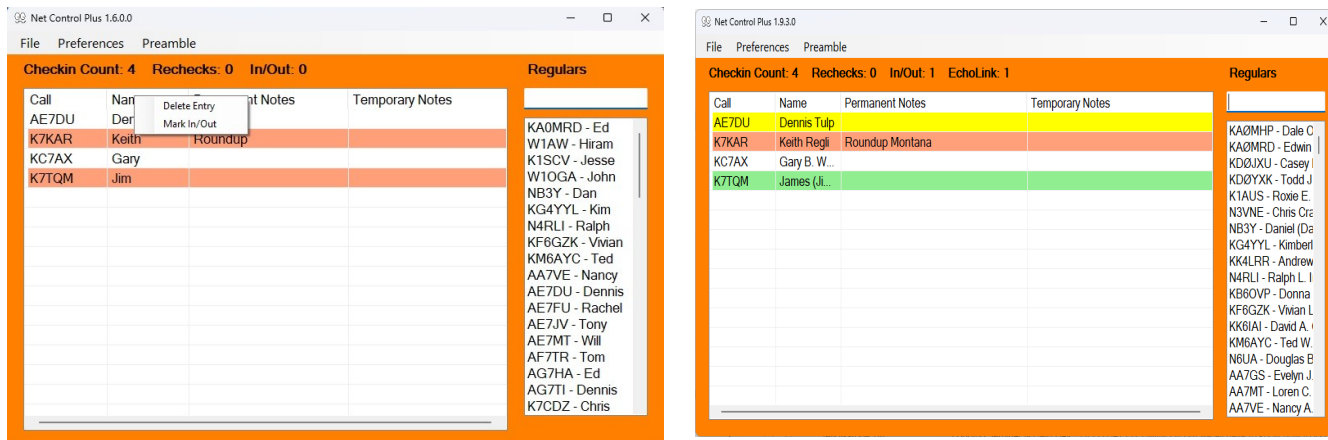 Net Control Plus 1.6.0.0
File Preferences Preamble
Checkin Count: 4 Rechecks: 0 In/Out: 0 Regulars
Call Nan nt Notes Temporary Notes
Delete Entry
Mark In/Out
AE7DU Der
K7KAR Keith Roundup
KC7AX Gary
K7TQM Jim
KA0MRD - Ed
W1AW - Hiram
K1SCV - Jesse
W1OGA - John
NB3Y - Dan
KG4YYL - Kim
N4RLI - Ralph
KF6GZK - Vivian
KM6AYC - Ted
AA7VE - Nancy
AE7DU - Dennis
AE7FU - Rachel
AE7JV - Tony
AE7MT - Will
AF7TR - Tom
AG7HA - Ed
AG7TI - Dennis
K7CDZ - Chris
Net Control Plus 1.9.3.0
File Preferences Preamble
Checkin Count: 4 Rechecks: 0 In/Out: 1 EchoLink: 1 Regulars
Call Name Permanent Notes Temporary Notes
AE7DU Dennis Tulp
K7KAR Keith Regli Roundup Montana
KC7AX Gary B. W...
K7TQM James (Ji...
KAØMHP - Dale O
KAØMRD - Edwin
KDØJXU - Casey
KDØYXK - Todd J
K1AUS - Roxie E.
N3VNE - Chris Cra
NB3Y - Daniel (Da
KG4YYL - Kimberl
KK4LRR - Andrew
N4RLI - Ralph L. I
KB6OVP - Donna
KF6GZK - Vivian L
KK6IAI - David A.
KM6AYC - Ted W.
N6UA - Douglas B
AA7GS - Evelyn J.
AA7MT - Loren C.
AA7VE - Nancy A.